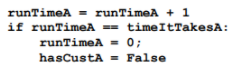 runTimeA = runTimeA + 1
if runTimeA == timeItTakesA:
    runTimeA = 0;
    hasCustA = False